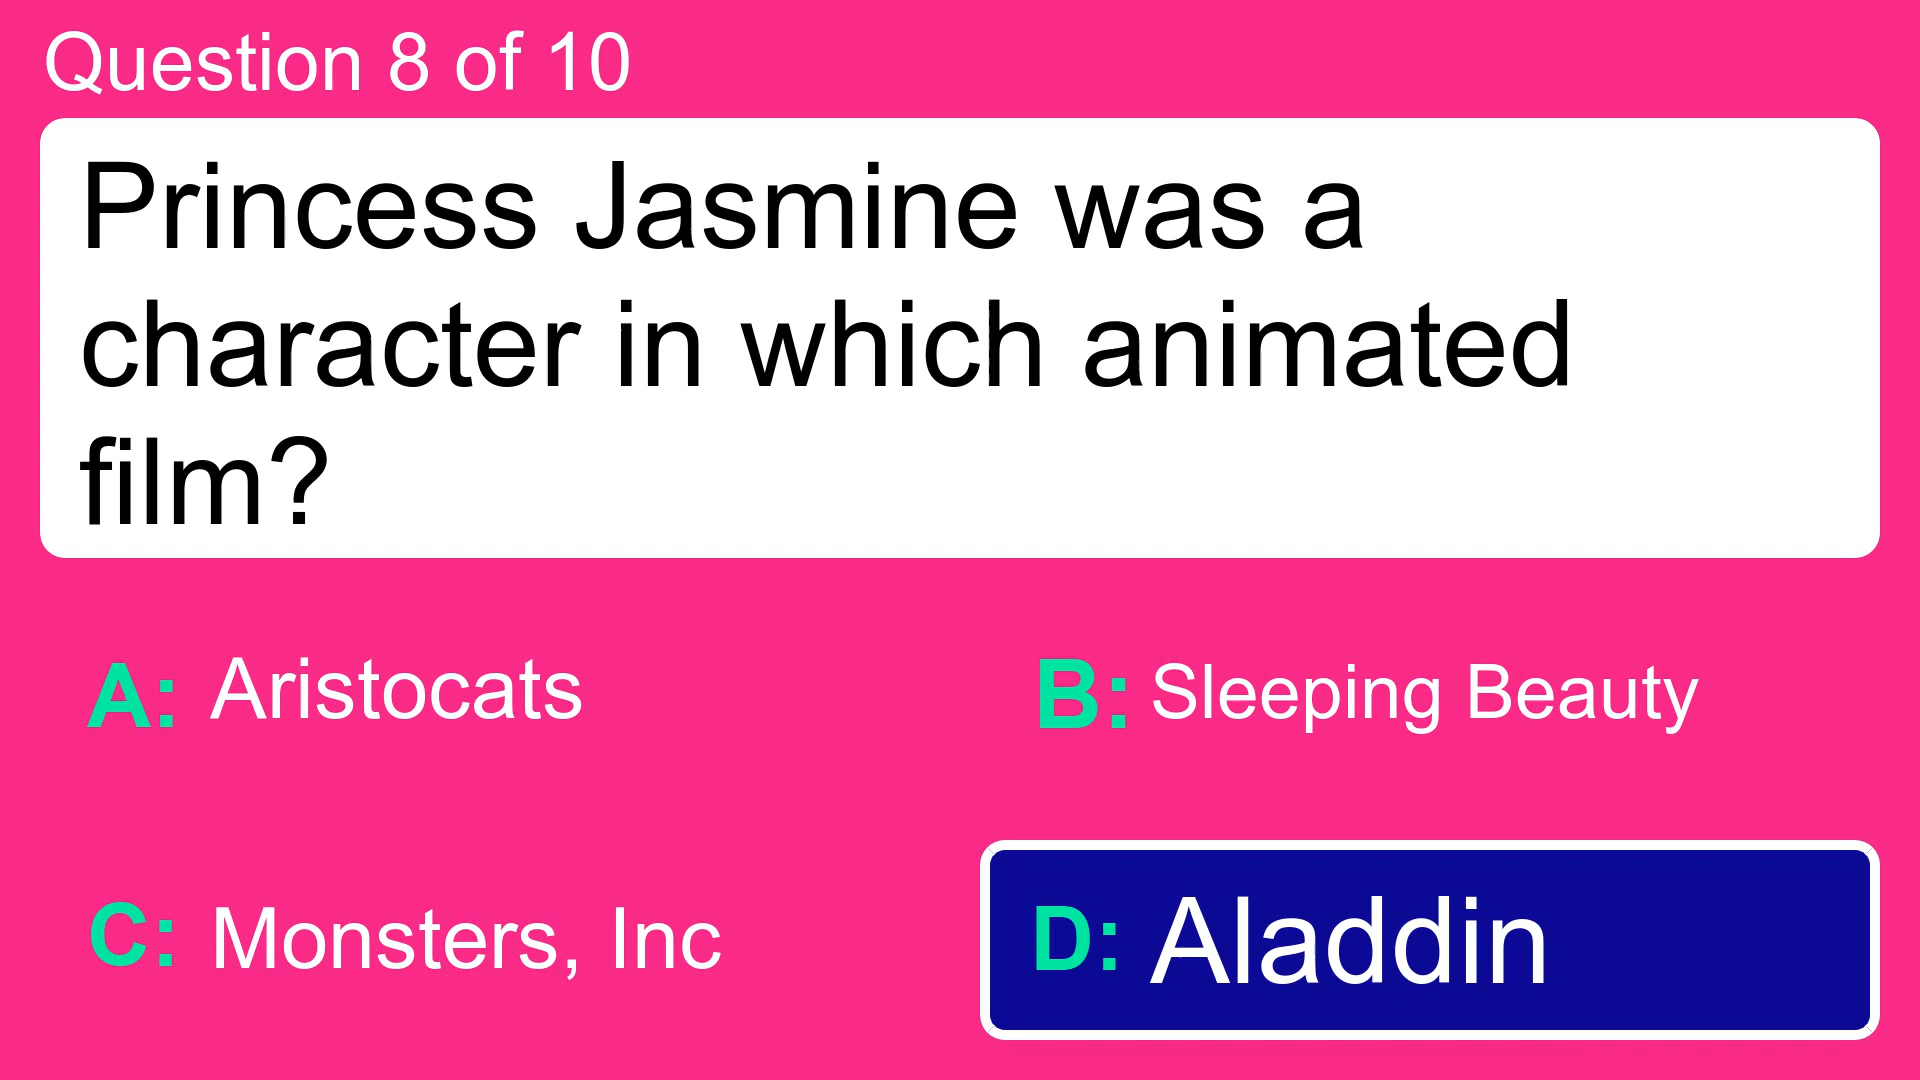 Question 8 of 10
Princess Jasmine was a
character in which animated
film?
A: Aristocats
B: Sleeping Beauty
C: Monsters, Inc
D: Aladdin